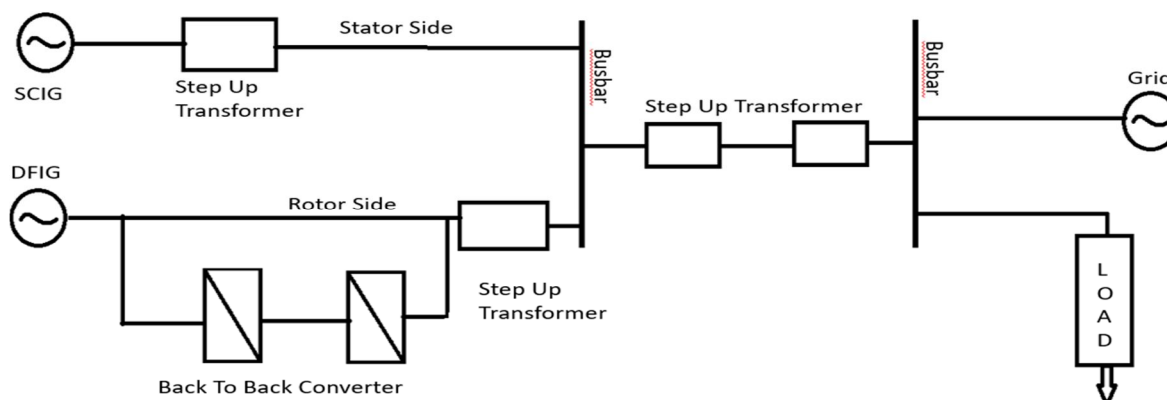 Stator Side
SCIG
Step Up
Transformer
Busbar
Step Up Transformer
Busbar
Grid
DFIG
Rotor Side
Step Up
Transformer
Back To Back Converter
LOAD